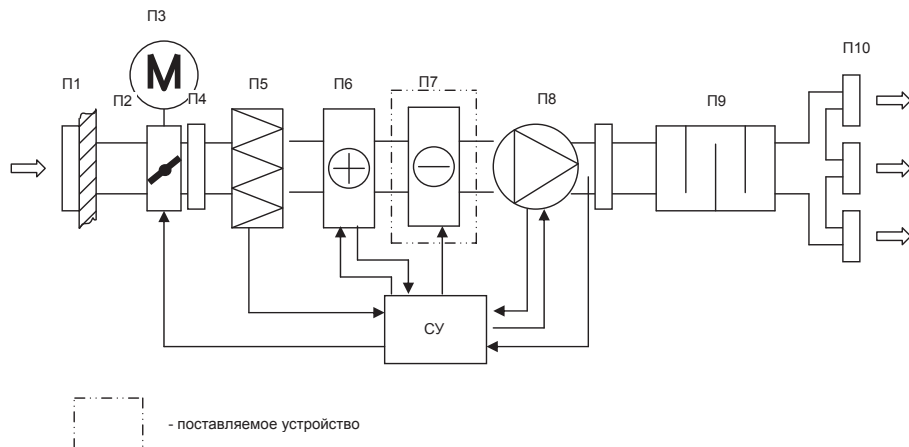 П3
П10
П1
П2
М
П4
П5
П6
П7
П8
П9
СУ
- поставляемое устройство